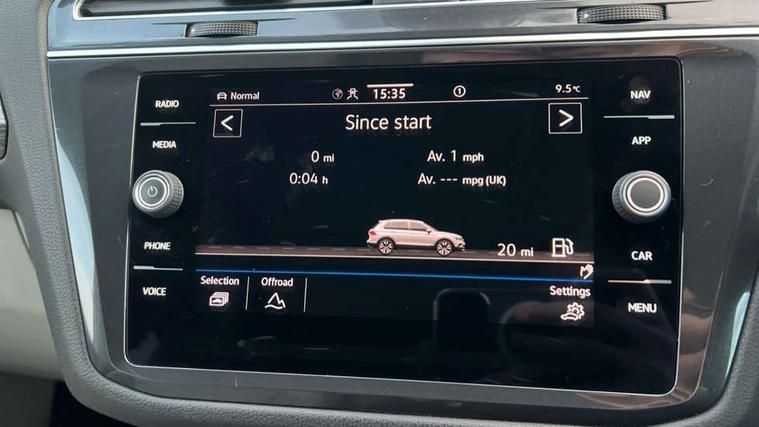 RADIO
MEDIA
PHONE
VOICE
Normal
15:35
1
9.5°C
<
Since start
>
0 mi
Av. 1 mph
0:04 h
Av. --- mpg (UK)
20 mi
Selection
Offroad
Settings
NAV
APP
CAR
MENU